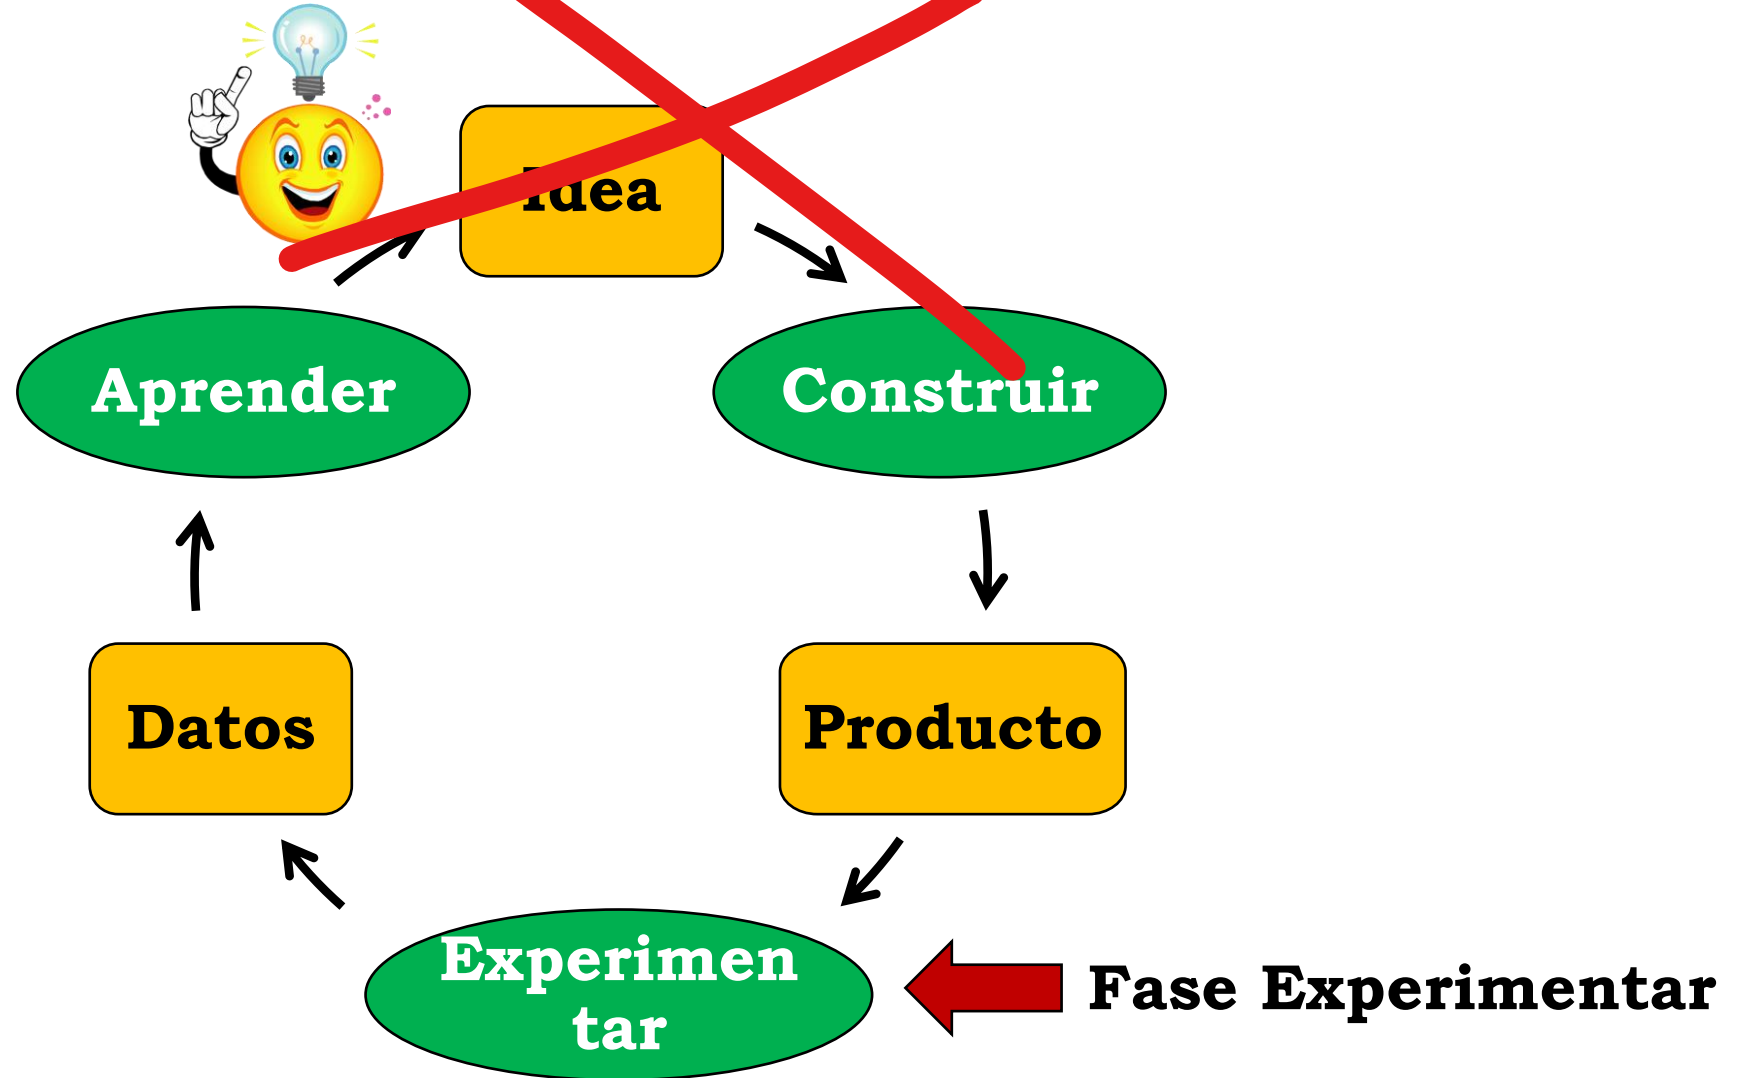 Idea
Aprender
Construir
Datos
Producto
Experimen
tar
Fase Experimentar